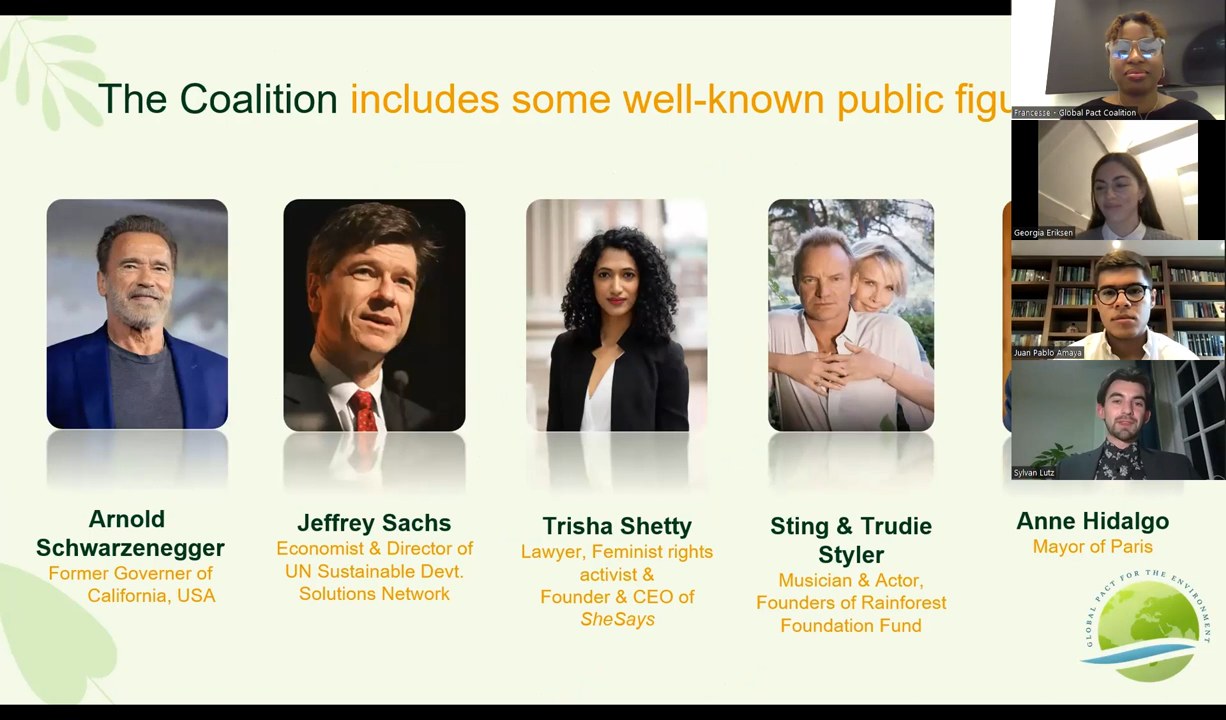 The Coalition includes some well-known public figu
Francesse - Global Pact Coalition
Georgia Eriksen
Juan Pablo Amaya
Sylvan Lutz
Arnold
Schwarzenegger
Former Governer of
California, USA
Jeffrey Sachs
Economist & Director of
UN Sustainable Devt.
Solutions Network
Trisha Shetty
Lawyer, Feminist rights
activist &
Founder & CEO of
SheSays
Sting & Trudie
Styler
Musician & Actor,
Founders of Rainforest
Foundation Fund
Anne Hidalgo
Mayor of Paris
GLOBAL PACT FOR THE ENVIRONMENT